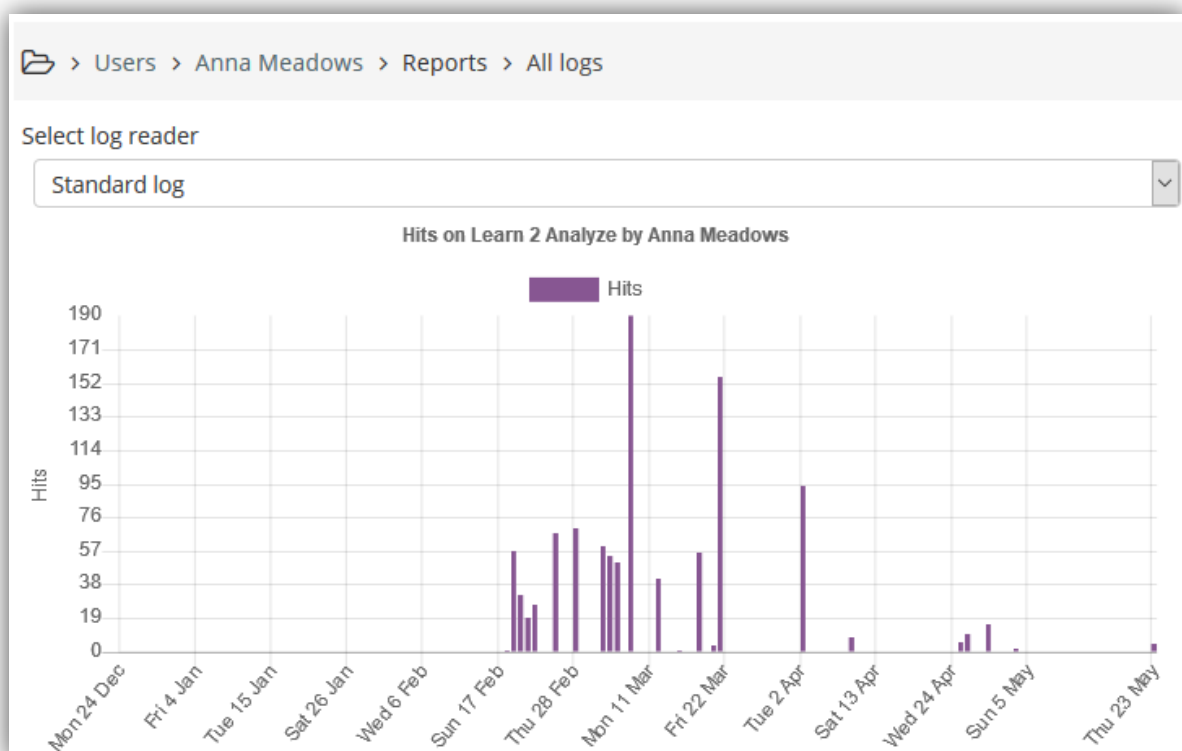 > Users > Anna Meadows > Reports > All logs
Select log reader
Standard log
Hits on Learn 2 Analyze by Anna Meadows
Hits
190
171
152
133
114
95
76
57
38
19
0
Hits
Mon 24 Dec
Fri 4 Jan
Tue 15 Jan
Sat 26 Jan
Wed 6 Feb
Sun 17 Feb
Thu 28 Feb
Mon 11 Mar
Fri 22 Mar
Tue 2 Apr
Sat 13 Apr
Wed 24 Apr
Sun 5 May
Thu 23 May